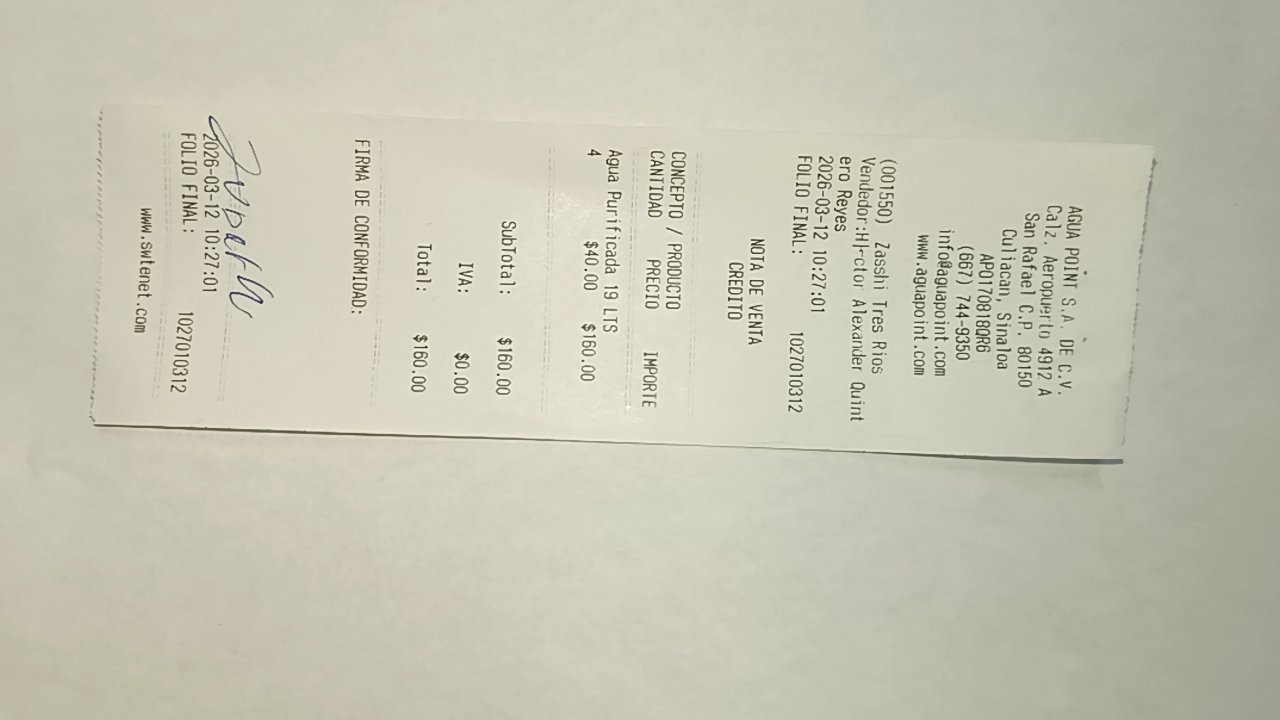 AGUA POINT S.A. DE C.V.
Calz. Aeropuerto 4912 A
San Rafael C.P. 80150
Culiacan, Sinaloa
APO170818QR6
(667) 744-9350
info@aguapoint.com
www.aguapoint.com
(001550) Zasshi Tres Rios
Vendedor:H|-ctor Alexander Quint
ero Reyes
2026-03-12 10:27:01
FOLIO FINAL: 1027010312
NOTA DE VENTA
CREDITO
CONCEPTO / PRODUCTO
CANTIDAD PRECIO IMPORTE
Agua Purificada 19 LTS
4 $40.00 $160.00
SubTotal: $160.00
IVA: $0.00
Total: $160.00
FIRMA DE CONFORMIDAD:
2026-03-12 10:27:01
FOLIO FINAL: 1027010312
www.swtenet.com